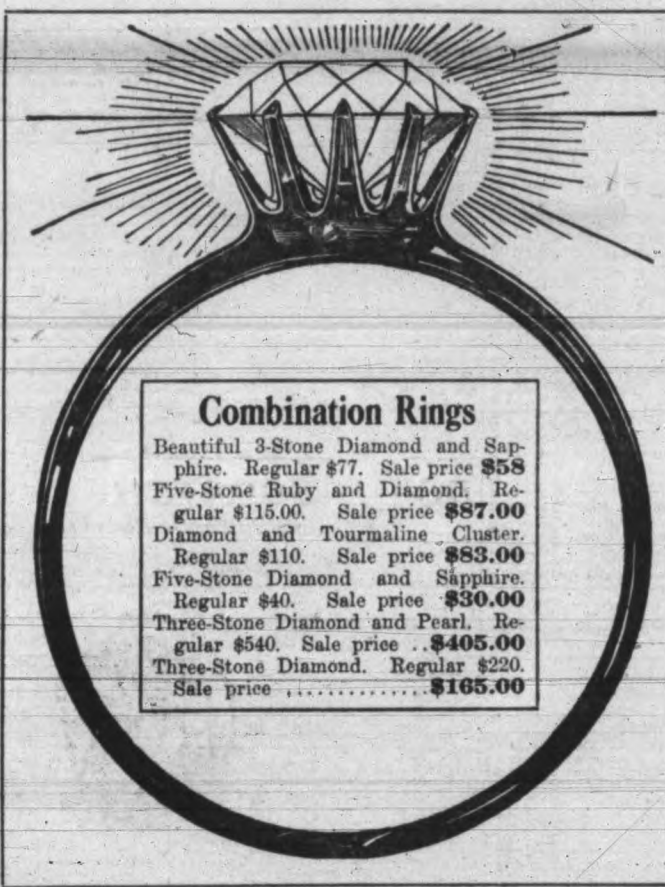 Combination Rings
Beautiful 3-Stone Diamond and Sap-
phire. Regular $77. Sale price $58
Five-Stone Ruby and Diamond. Re-
gular $115.00. Sale price $87.00
Diamond and Tourmaline Cluster.
Regular $110. Sale price $83.00
Five-Stone Diamond and Sapphire.
Regular $40. Sale price $30.00
Three-Stone Diamond and Pearl. Re-
gular $540. Sale price ..$405.00
Three-Stone Diamond. Regular $220.
Sale price ..............$165.00